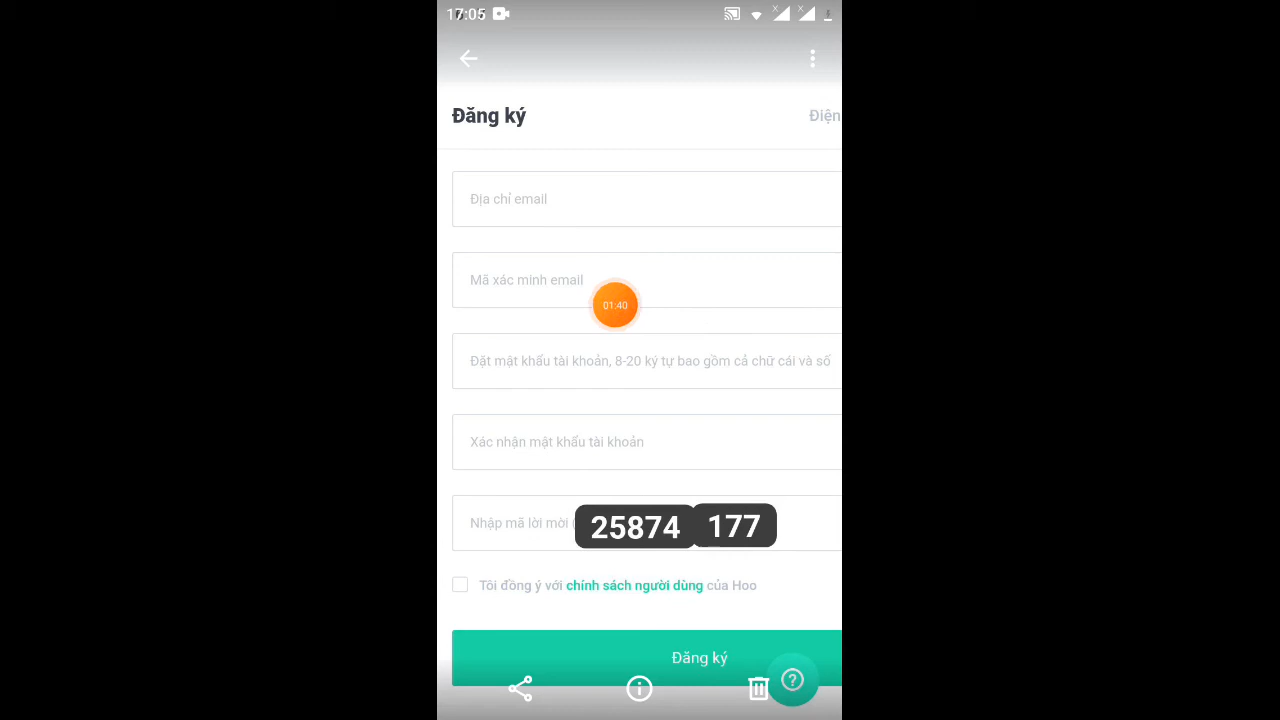 17:05
Đăng ký
Điện
Địa chỉ email
Mã xác minh email
01:40
Đặt mật khẩu tài khoản, 8-20 ký tự bao gồm cả chữ cái và số
Xác nhận mật khẩu tài khoản
Nhập mã lời mời (
25874 177
Tôi đồng ý với chính sách người dùng của Hoo
Đăng ký